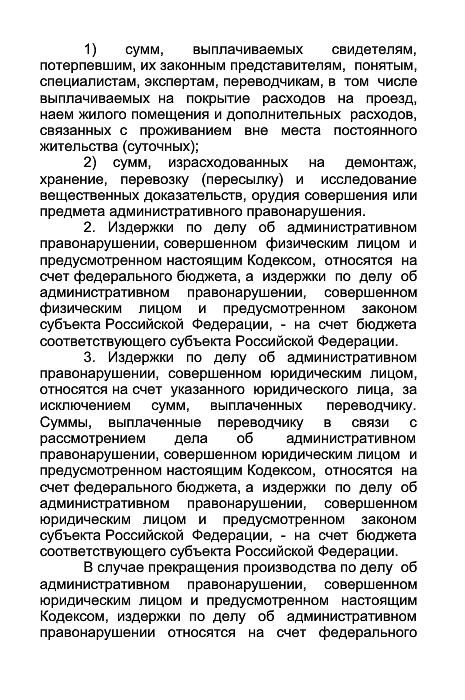 1) сумм, выплачиваемых свидетелям,
потерпевшим, их законным представителям, понятым,
специалистам, экспертам, переводчикам, в том числе
выплачиваемых на покрытие расходов на проезд,
наем жилого помещения и дополнительных расходов,
связанных с проживанием вне места постоянного
жительства (суточных);
2) сумм, израсходованных на демонтаж,
хранение, перевозку (пересылку) и исследование
вещественных доказательств, орудия совершения или
предмета административного правонарушения.
2. Издержки по делу об административном
правонарушении, совершенном физическим лицом и
предусмотренном настоящим Кодексом, относятся на
счет федерального бюджета, а издержки по делу об
административном правонарушении, совершенном
физическим лицом и предусмотренном законом
субъекта Российской Федерации, - на счет бюджета
соответствующего субъекта Российской Федерации.
3. Издержки по делу об административном
правонарушении, совершенном юридическим лицом,
относятся на счет указанного юридического лица, за
исключением сумм, выплаченных переводчику.
Суммы, выплаченные переводчику в связи с
рассмотрением дела об административном
правонарушении, совершенном юридическим лицом и
предусмотренном настоящим Кодексом, относятся на
счет федерального бюджета, а издержки по делу об
административном правонарушении, совершенном
юридическим лицом и предусмотренном законом
субъекта Российской Федерации, - на счет бюджета
соответствующего субъекта Российской Федерации.
В случае прекращения производства по делу об
административном правонарушении, совершенном
юридическим лицом и предусмотренном настоящим
Кодексом, издержки по делу об административном
правонарушении относятся на счет федерального